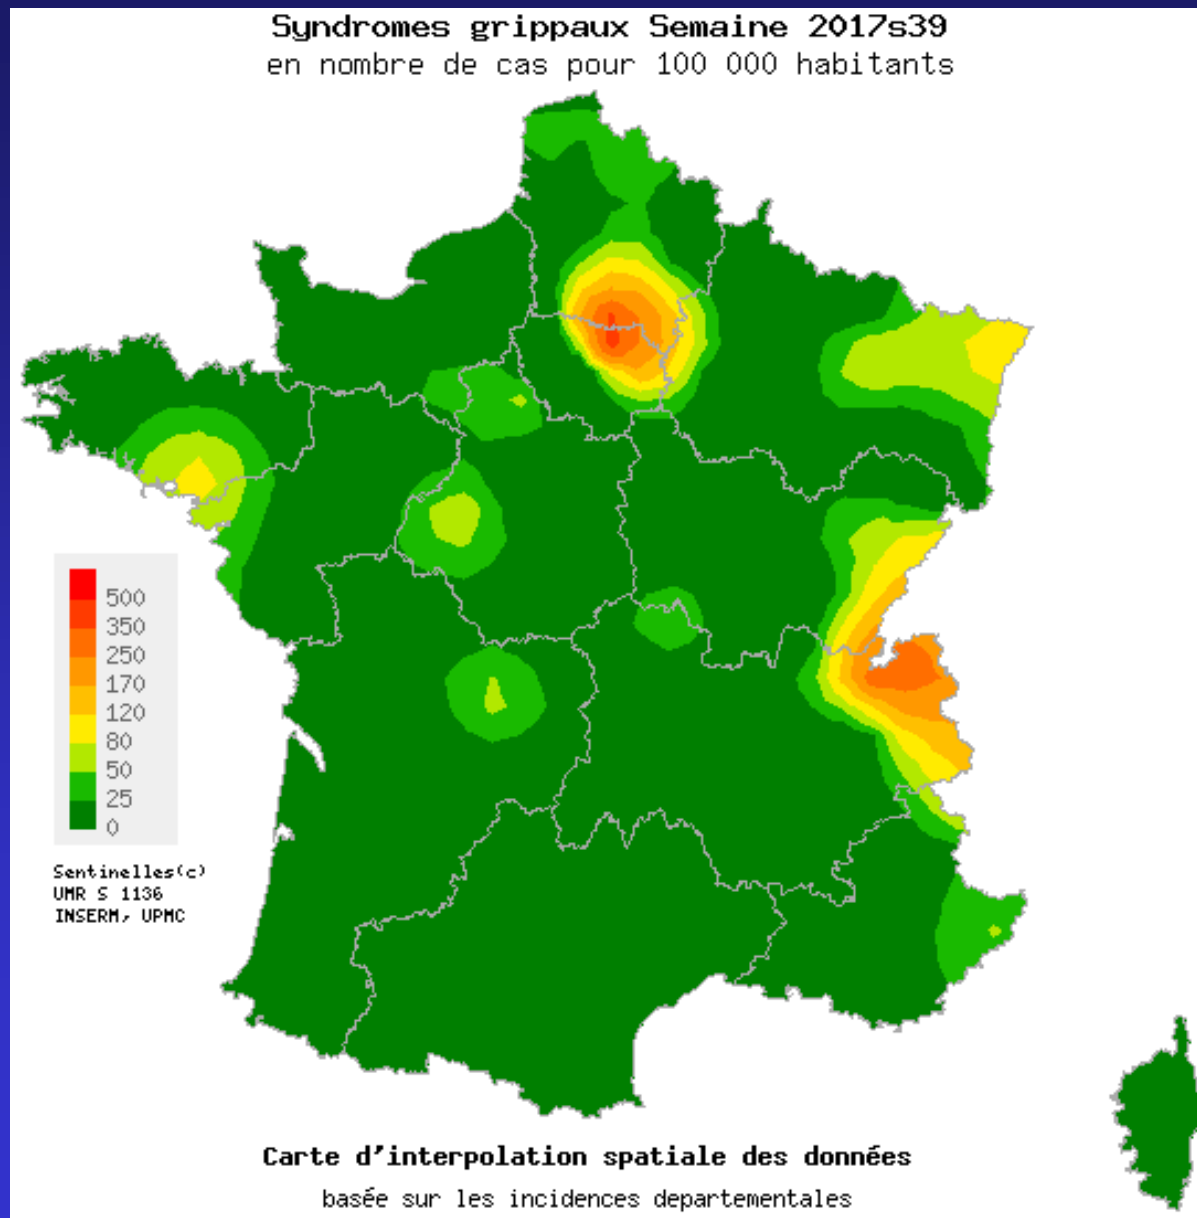 Syndromes grippaux Semaine 2017s39
en nombre de cas pour 100 000 habitants
500
350
250
170
120
80
50
25
0
Sentinelles(c)
UMR S 1136
INSERM, UPMC
Carte d'interpolation spatiale des données
basée sur les incidences departementales